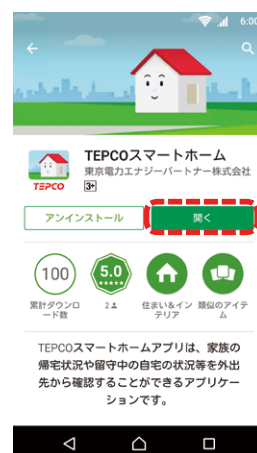 6:00
TEPCOスマートホーム
東京電力エナジーパートナー株式会社
3+
TEPCO
アンインストール
開く
100
5.0
累計ダウンロ
ード数
2
住まい&イン
テリア
類似のアイテ
ム
TEPCOスマートホームアプリは、家族の
帰宅状況や留守中の自宅の状況等を外出
先から確認することができるアプリケー
ションです。